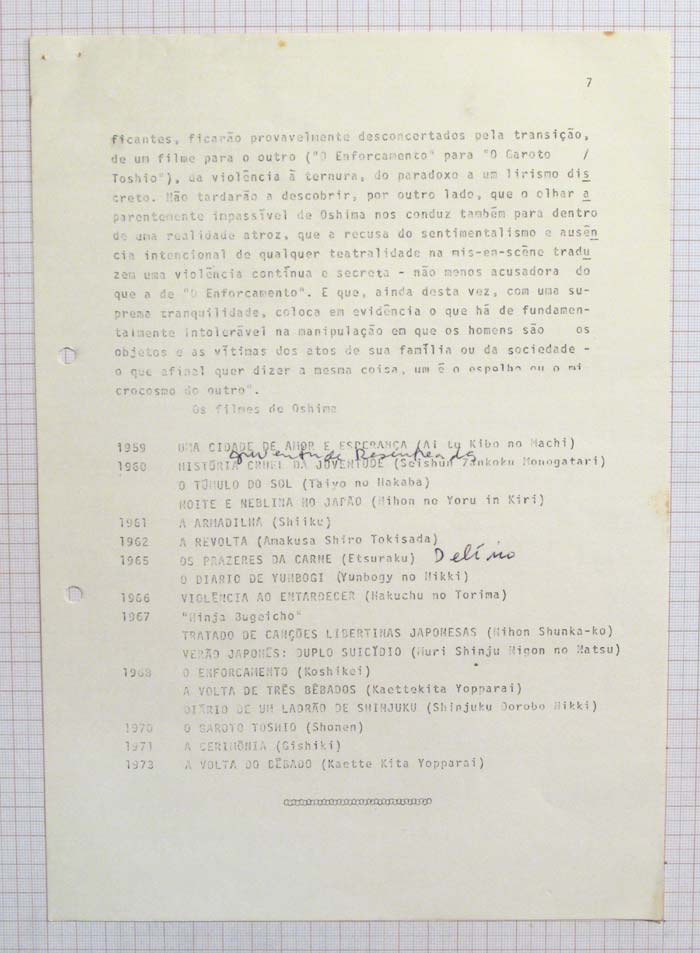 7
ficantes, ficarão provavelmente desconcertados pela transição,
de um filme para o outro ("O Enforcamento" para "O Garoto /
Toshio"), da violência à ternura, do paradoxo a um lirismo dis
creto. Não tardarão a descobrir, por outro lado, que o olhar a
parentemente impassível de Oshima nos conduz também para dentro
de uma realidade atroz, que a recusa do sentimentalismo e ausên
cia intencional de qualquer teatralidade na mis-en-scêne tradu
zem uma violência contínua e secreta - não menos acusadora do
que a de "O Enforcamento". E que, ainda desta vez, com uma su-
prema tranquilidade, coloca em evidência o que há de fundamen-
talmente intolerável na manipulação em que os homens são os
objetos e as vítimas dos atos de sua família ou da sociedade -
o que afinal quer dizer a mesma coisa, um é o espelho ou o mi
crocosmo do outro".
Os filmes de Oshima
1959 UMA CIDADE DE AMOR E ESPERANÇA (Ai to Kibo no Machi)
Juventude Desenfreada
1960 HISTÓRIA CRUEL DA JUVENTUDE (Seishun Zankoku Monogatari)
O TÚMULO DO SOL (Taiyo no Hakaba)
NOITE E NEBLINA NO JAPÃO (Nihon no Yoru in Kiri)
1961 A ARMADILHA (Shiiku)
1962 A REVOLTA (Amakusa Shiro Tokisada)
1965 OS PRAZERES DA CARNE (Etsuraku) Delírio
O DIARIO DE YUNBOGI (Yunbogy no Nikki)
1966 VIOLÊNCIA AO ENTARDECER (Hakuchu no Torima)
1967 "Ninja Bugeicho"
TRATADO DE CANÇÕES LIBERTINAS JAPONESAS (Nihon Shunka-ko)
VERÃO JAPONÊS: DUPLO SUICÍDIO (Muri Shinju Nigon no Natsu)
1968 O ENFORCAMENTO (Koshikei)
A VOLTA DE TRÊS BÊBADOS (Kaettekita Yopparai)
DIÁRIO DE UM LADRÃO DE SHINJUKU (Shinjuku Dorobo Nikki)
1970 O GAROTO TOSHIO (Shonen)
1971 A CERIMÔNIA (Gishiki)
1973 A VOLTA DO BÊBADO (Kaette Kita Yopparai)